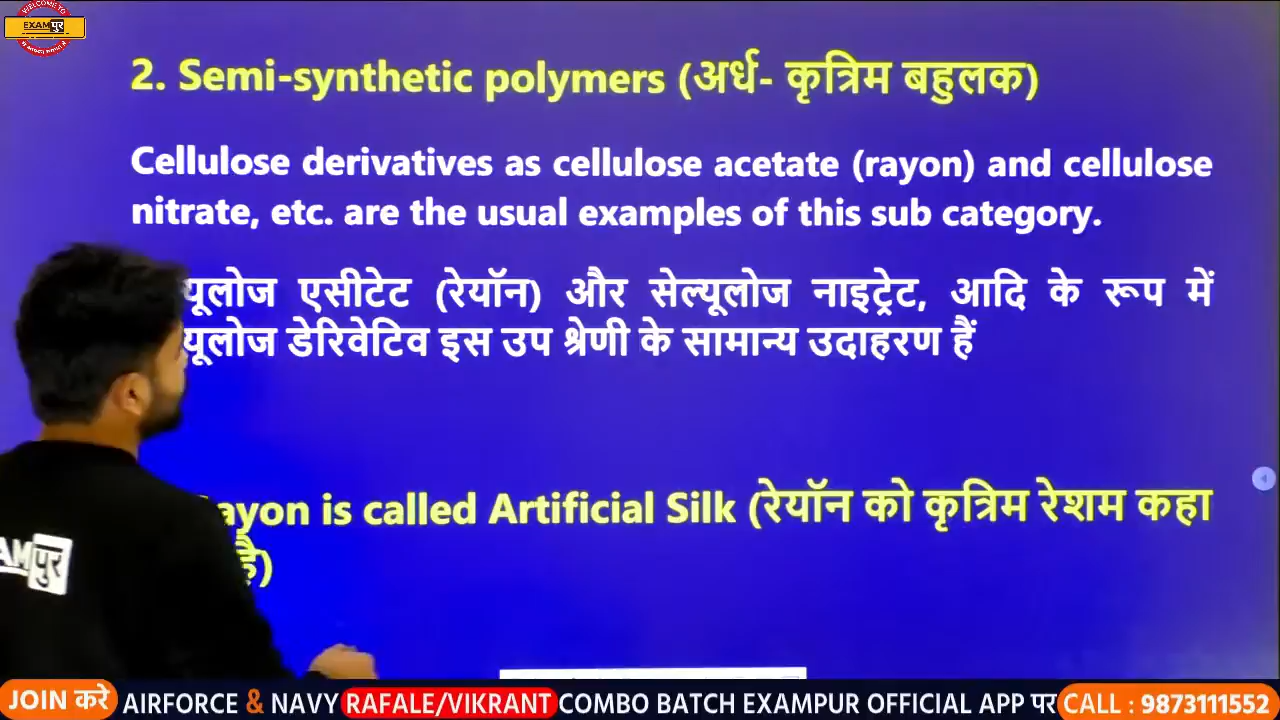 WELCOME TO
EXAMपुर
2. Semi-synthetic polymers (अर्ध- कृत्रिम बहुलक)
Cellulose derivatives as cellulose acetate (rayon) and cellulose
nitrate, etc. are the usual examples of this sub category.
यूलोज एसीटेट (रेयॉन) और सेल्यूलोज नाइट्रेट, आदि के रूप में
यूलोज डेरिवेटिव इस उप श्रेणी के सामान्य उदाहरण हैं
ayon is called Artificial Silk (रेयॉन को कृत्रिम रेशम कहा
है)
AMपुर
JOIN करे AIRFORCE & NAVY RAFALE/VIKRANT COMBO BATCH EXAMPUR OFFICIAL APP पर CALL : 9873111552